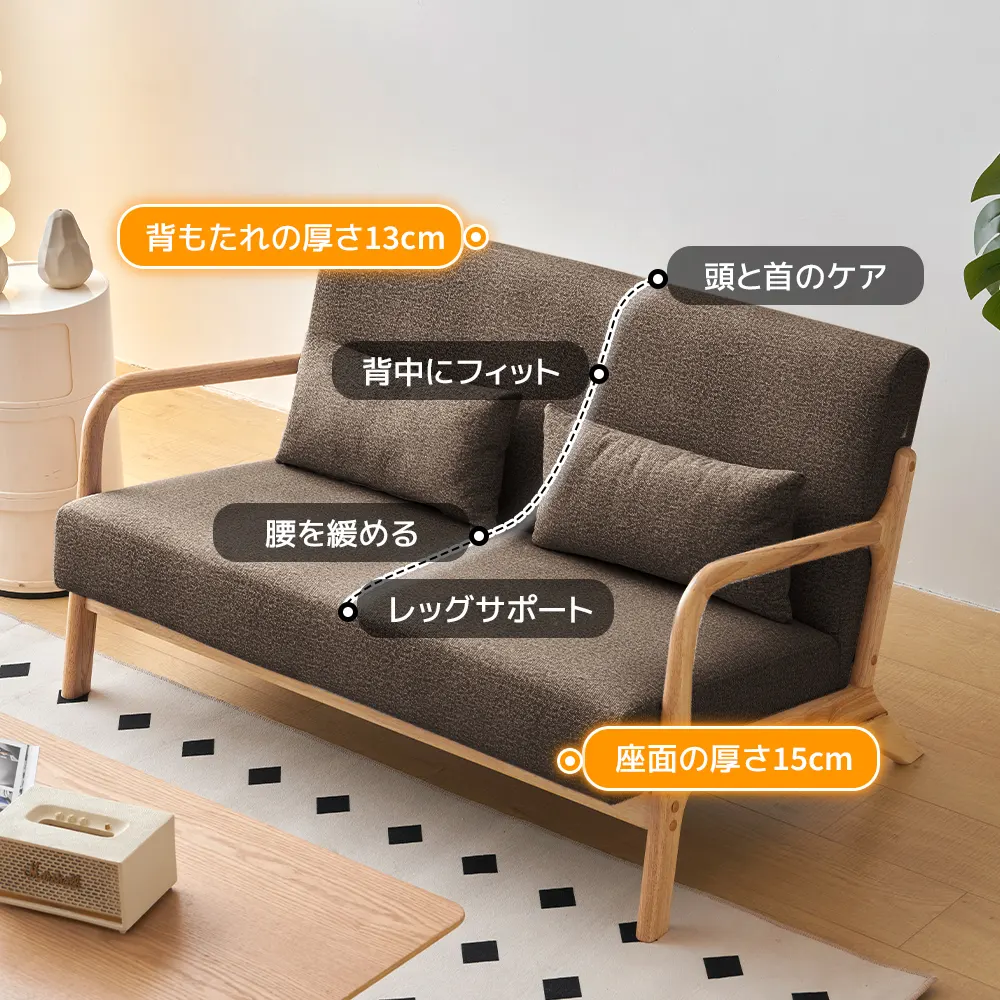 背もたれの厚さ13cm
頭と首のケア
背中にフィット
腰を緩める
レッグサポート
座面の厚さ15cm